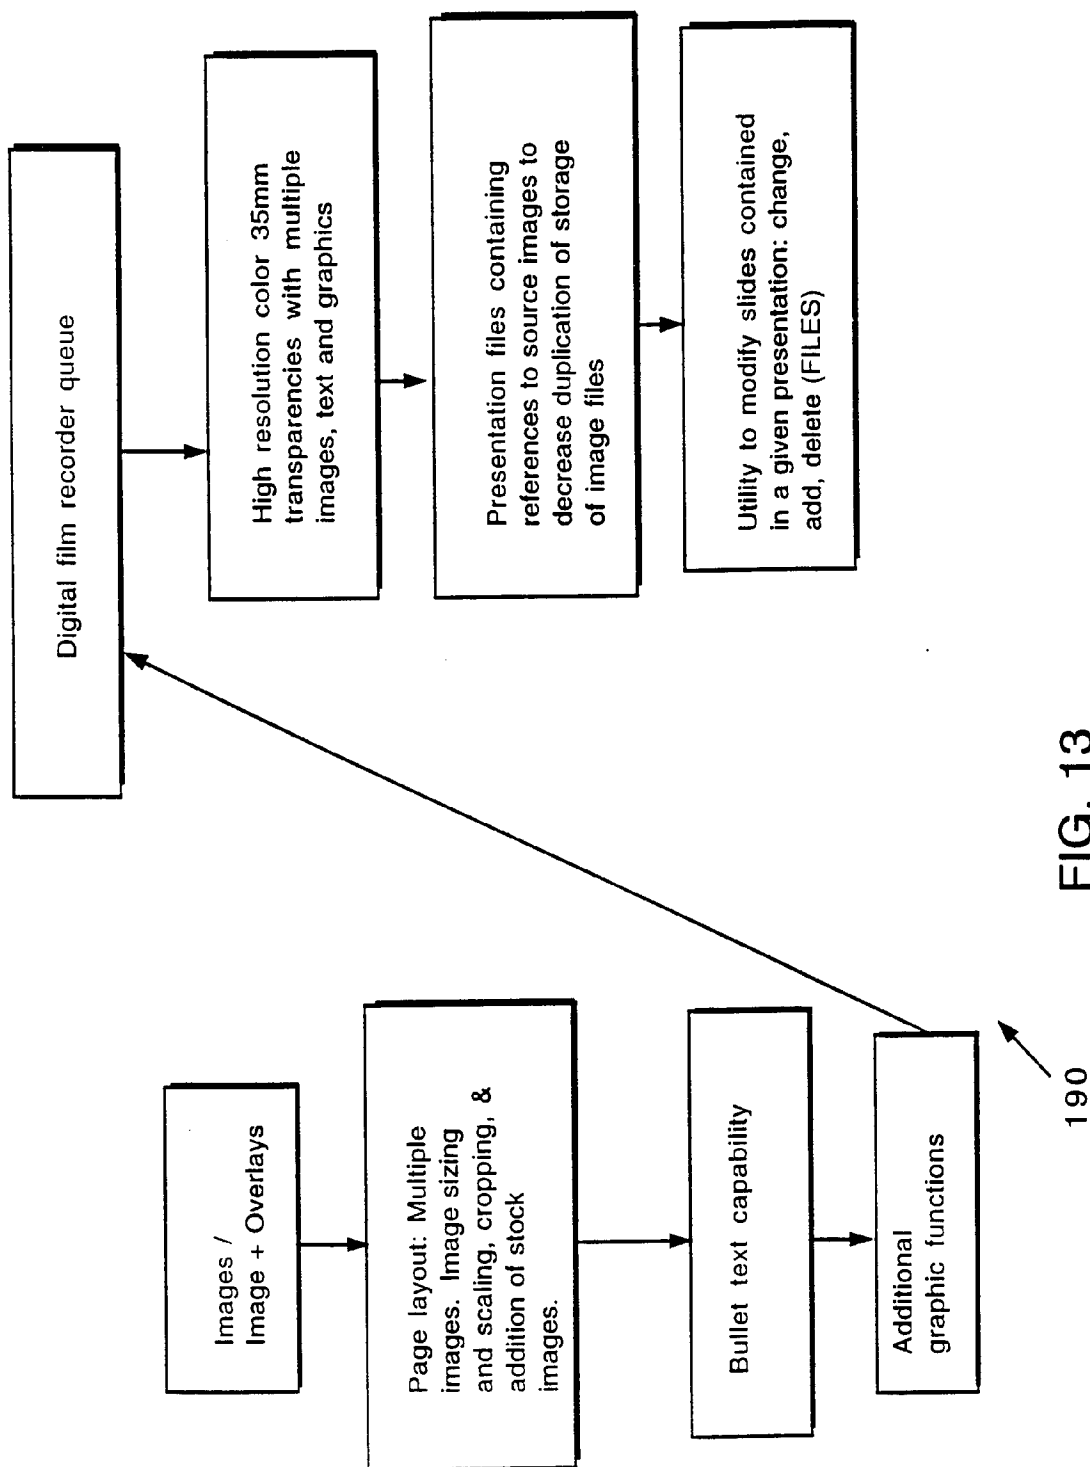 Images /
Image + Overlays
Page layout: Multiple
images. Image sizing
and scaling, cropping, &
addition of stock
images.
Bullet text capability
Additional
graphic functions
190
Digital film recorder queue
High resolution color 35mm
transparencies with multiple
images, text and graphics
Presentation files containing
references to source images to
decrease duplication of storage
of image files
Utility to modify slides contained
in a given presentation: change,
add, delete (FILES)
FIG. 13